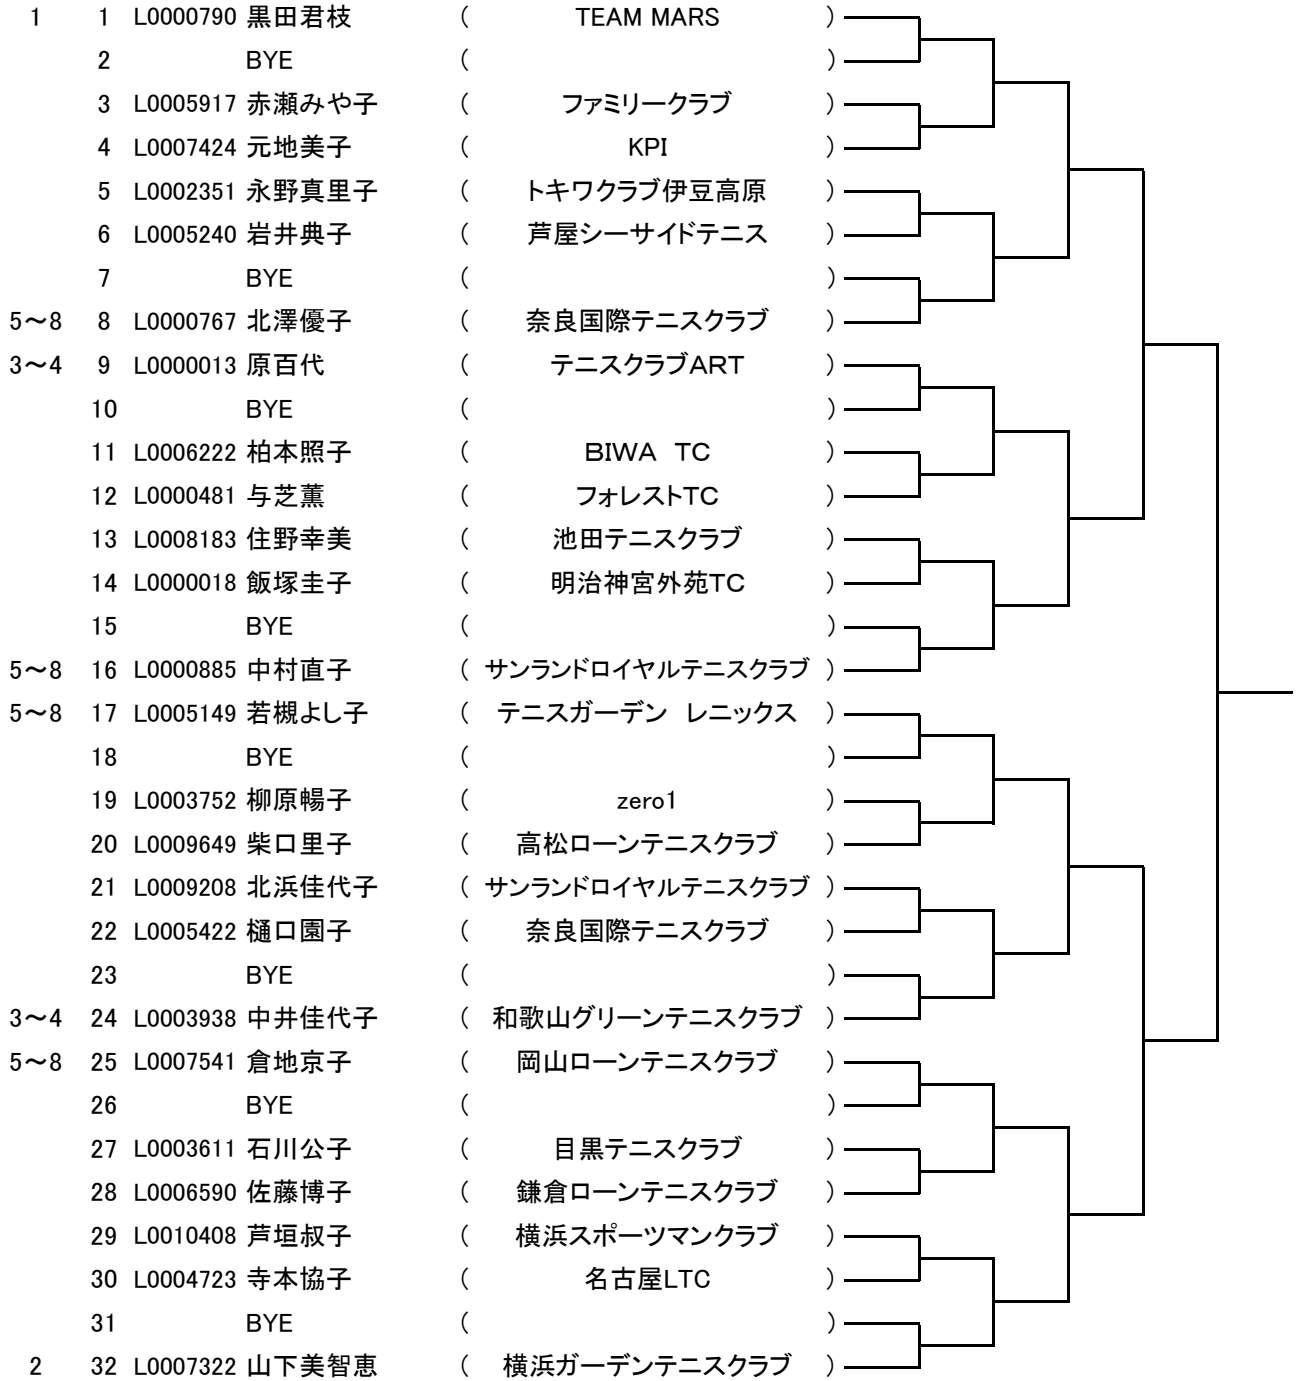 1 1 L0000790 黒田君枝 ( TEAM MARS )
2 BYE ( )
3 L0005917 赤瀬みや子 ( ファミリークラブ )
4 L0007424 元地美子 ( KPI )
5 L0002351 永野真里子 ( トキワクラブ伊豆高原 )
6 L0005240 岩井典子 ( 芦屋シーサイドテニス )
7 BYE ( )
5～8 8 L0000767 北澤優子 ( 奈良国際テニスクラブ )
3～4 9 L0000013 原百代 ( テニスクラブART )
10 BYE ( )
11 L0006222 柏本照子 ( BIWA　TC )
12 L0000481 与芝薫 ( フォレストTC )
13 L0008183 住野幸美 ( 池田テニスクラブ )
14 L0000018 飯塚圭子 ( 明治神宮外苑TC )
15 BYE ( )
5～8 16 L0000885 中村直子 ( サンランドロイヤルテニスクラブ )
5～8 17 L0005149 若槻よし子 ( テニスガーデン　レニックス )
18 BYE ( )
19 L0003752 柳原暢子 ( zero1 )
20 L0009649 柴口里子 ( 高松ローンテニスクラブ )
21 L0009208 北浜佳代子 ( サンランドロイヤルテニスクラブ )
22 L0005422 樋口園子 ( 奈良国際テニスクラブ )
23 BYE ( )
3～4 24 L0003938 中井佳代子 ( 和歌山グリーンテニスクラブ )
5～8 25 L0007541 倉地京子 ( 岡山ローンテニスクラブ )
26 BYE ( )
27 L0003611 石川公子 ( 目黒テニスクラブ )
28 L0006590 佐藤博子 ( 鎌倉ローンテニスクラブ )
29 L0010408 芦垣叔子 ( 横浜スポーツマンクラブ )
30 L0004723 寺本協子 ( 名古屋LTC )
31 BYE ( )
2 32 L0007322 山下美智恵 ( 横浜ガーデンテニスクラブ )